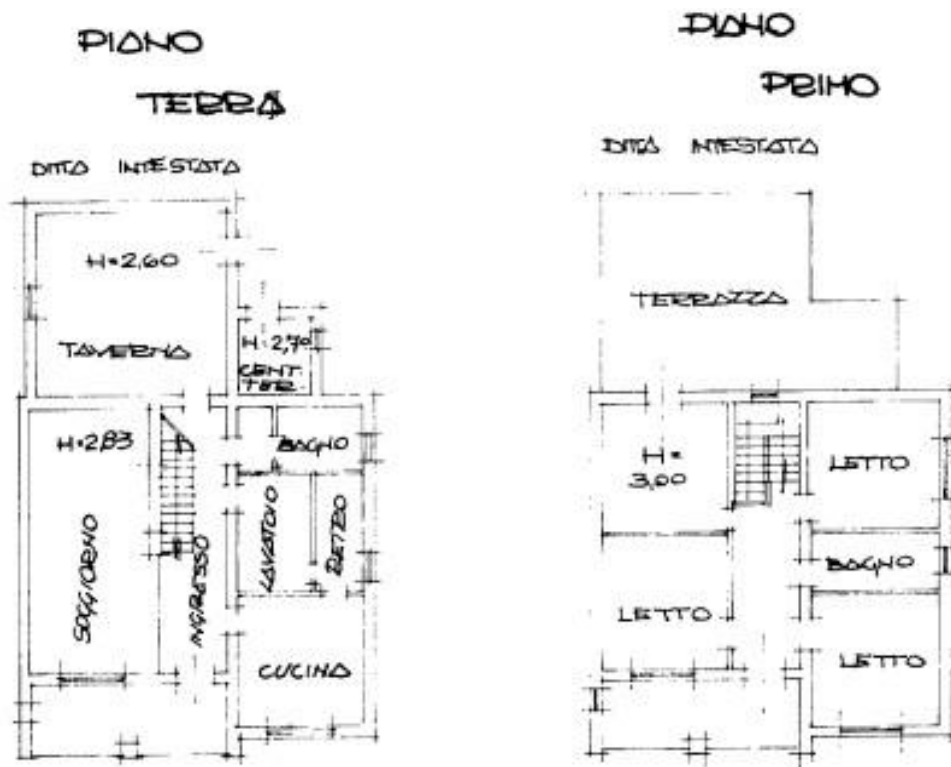 PIANO
TERRA
DITTA INTESTATA
H=2,60
TAVERNA
H=2,70
CENT.
TER.
H=2,83
BAGNO
SOGGIORNO
INGRESSO
LAVATOIO
RETRO
CUCINA
PIANO
PRIMO
DITTA INTESTATA
TERRAZZA
H=
3,00
LETTO
BAGNO
LETTO
LETTO